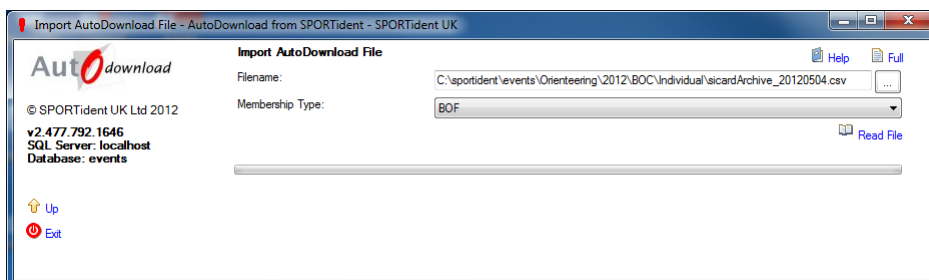 Import AutoDownload File - AutoDownload from SPORTident - SPORTident UK
Autodownload
© SPORTident UK Ltd 2012
v2.477.792.1646
SQL Server: localhost
Database: events
Up
Exit
Import AutoDownload File
Help
Full
Filename:
C:\sportident\events\Orienteering\2012\BOC\Individual\sicardArchive_20120504.csv
...
Membership Type:
BOF
Read File